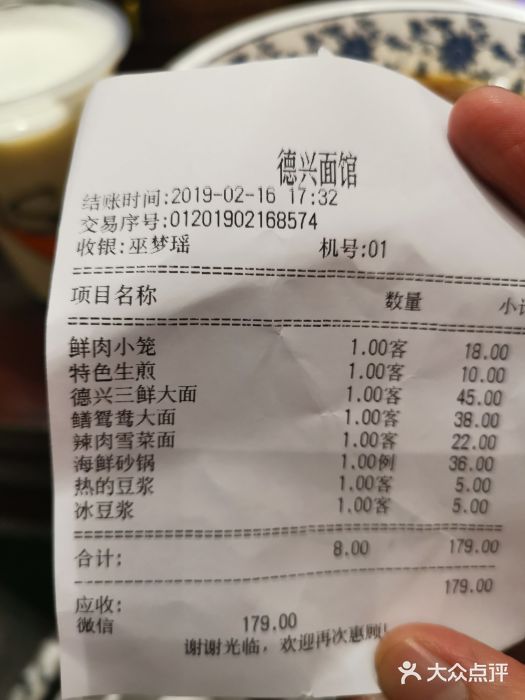 德兴面馆
结账时间:2019-02-16 17:32
交易序号:01201902168574
收银:巫梦瑶 机号:01
项目名称 数量 小计
鲜肉小笼 1.00客 18.00
特色生煎 1.00客 10.00
德兴三鲜大面 1.00客 45.00
鳝鸳鸯大面 1.00客 38.00
辣肉雪菜面 1.00客 22.00
海鲜砂锅 1.00例 36.00
热的豆浆 1.00客 5.00
冰豆浆 1.00客 5.00
合计: 8.00 179.00
应收: 179.00
微信 179.00
谢谢光临，欢迎再次惠顾!
大众点评